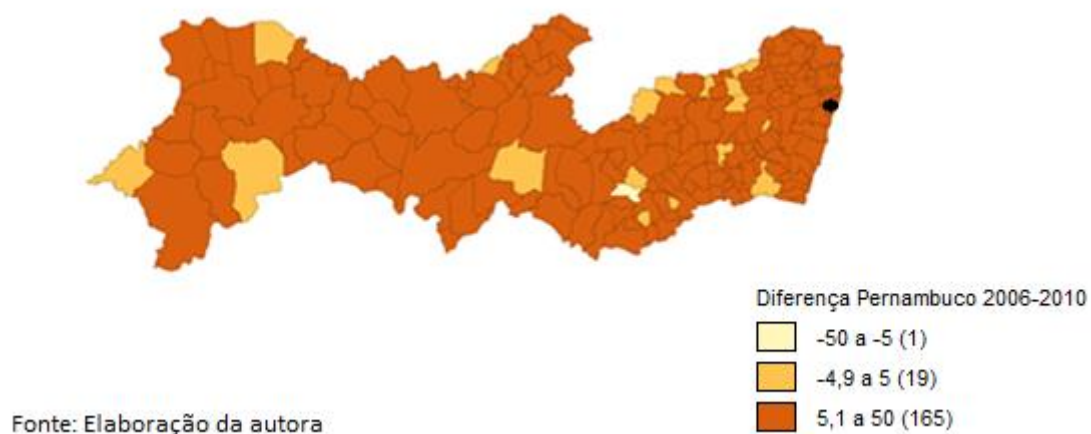 Diferença Pernambuco 2006-2010
-50 a -5 (1)
-4,9 a 5 (19)
5,1 a 50 (165)
Fonte: Elaboração da autora